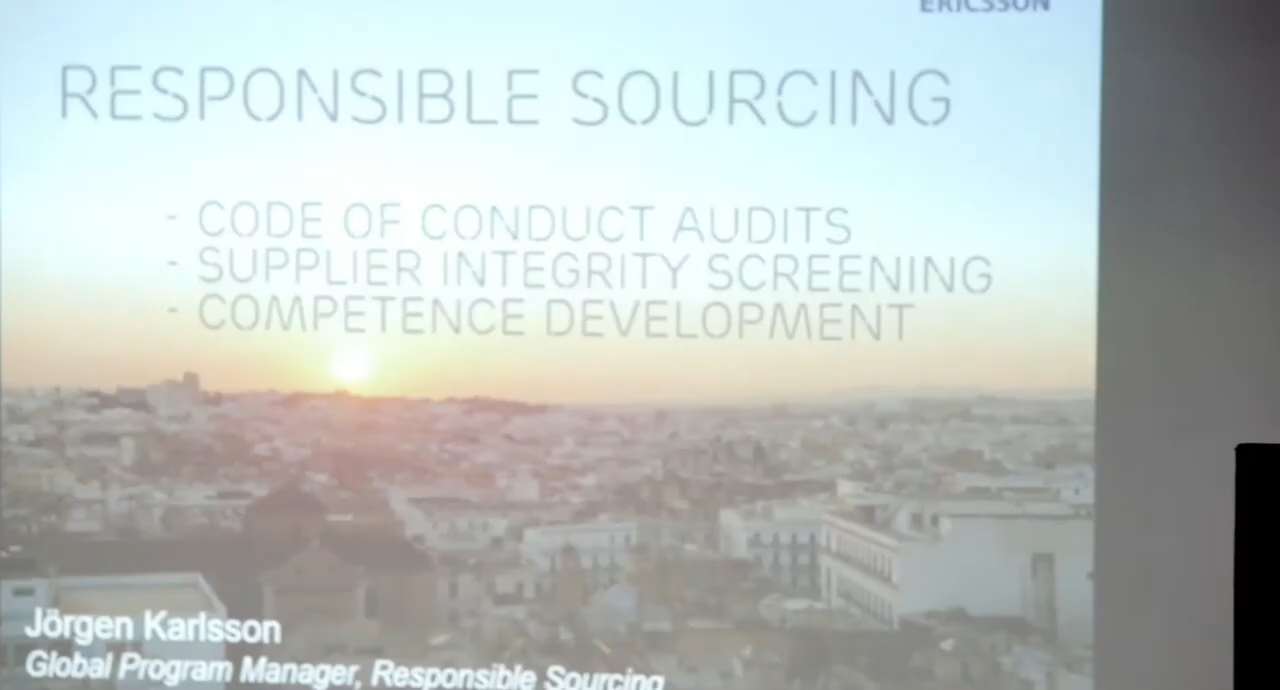 ERICSSON
RESPONSIBLE SOURCING
- CODE OF CONDUCT AUDITS
- SUPPLIER INTEGRITY SCREENING
- COMPETENCE DEVELOPMENT
Jörgen Karlsson
Global Program Manager, Responsible Sourcing